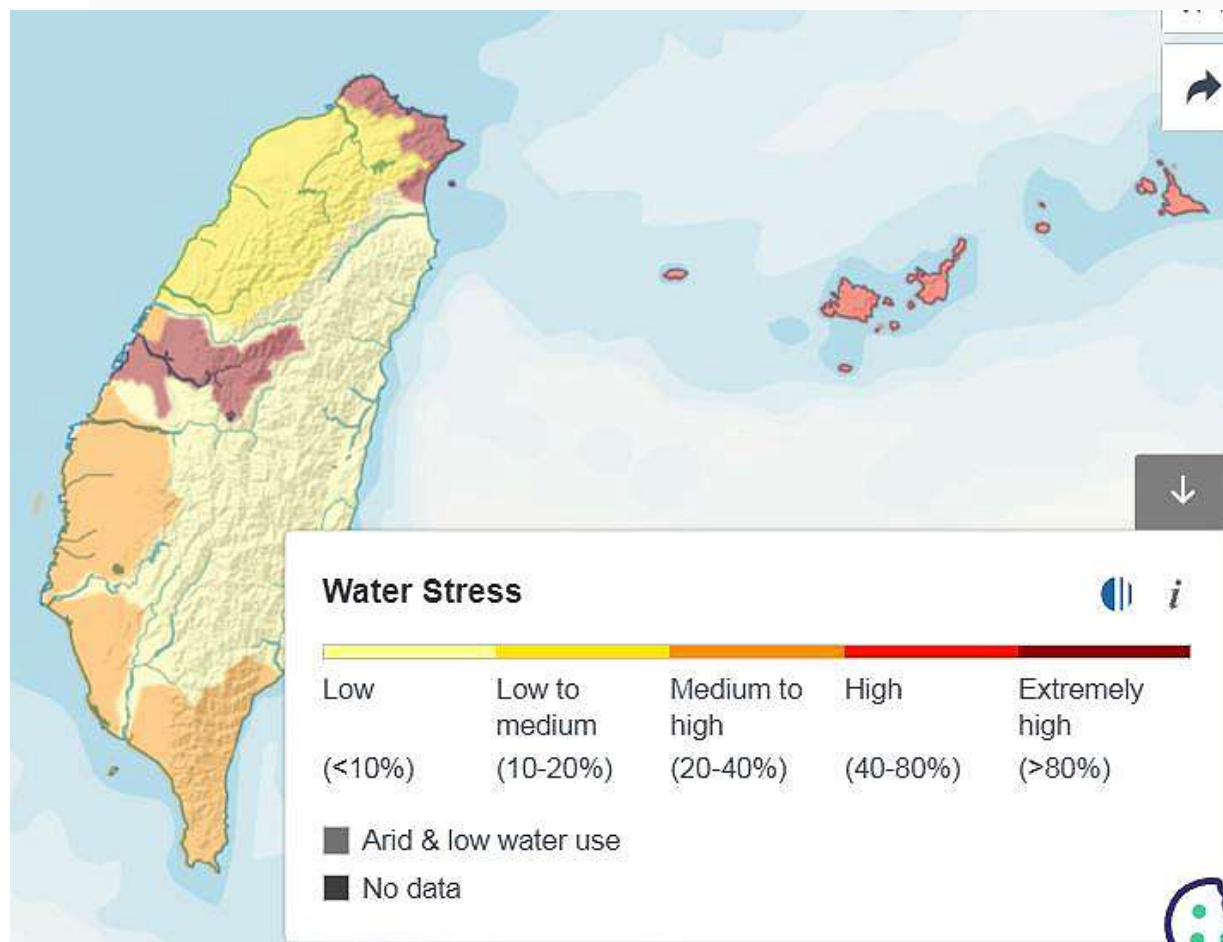 Water Stress
i
Low
Low to
medium
Medium to
high
High
Extremely
high
(<10%)
(10-20%)
(20-40%)
(40-80%)
(>80%)
Arid & low water use
No data